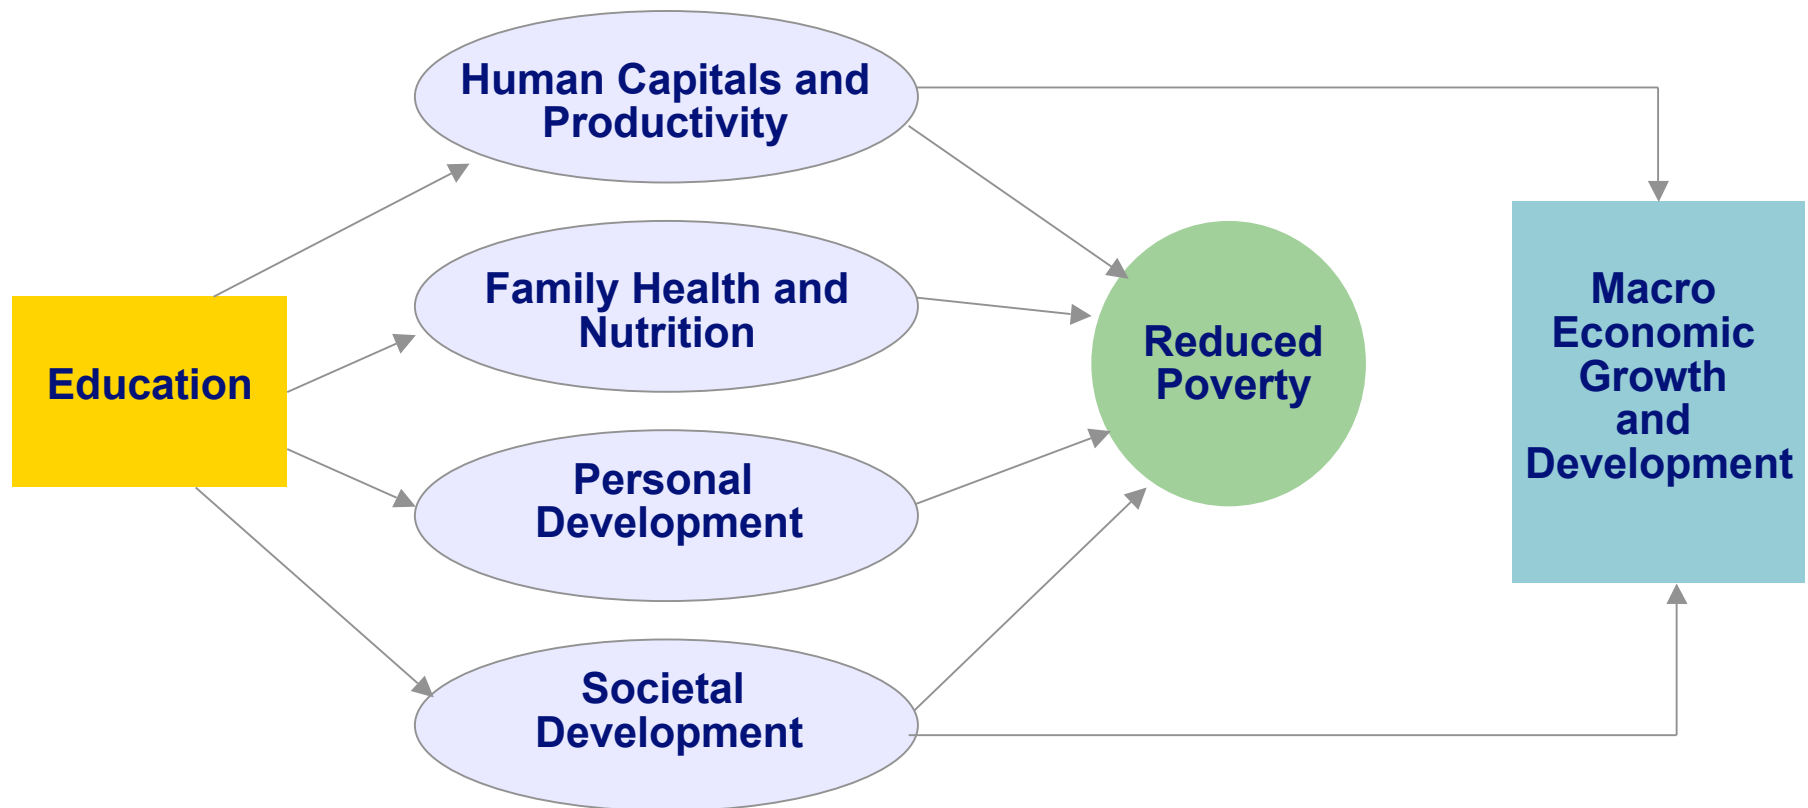 Human Capitals and
Productivity
Family Health and
Nutrition
Education
Personal
Development
Societal
Development
Reduced
Poverty
Macro
Economic
Growth
and
Development